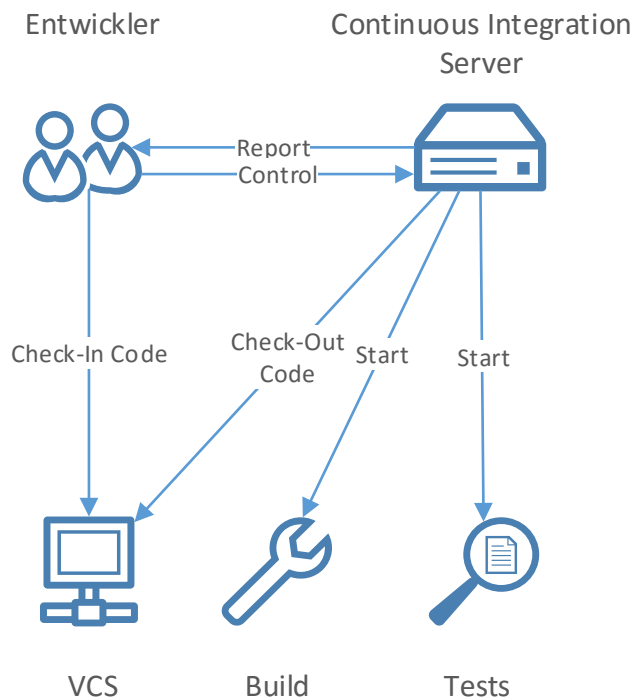 Entwickler
Continuous Integration
Server
Report
Control
Check-In Code
Check-Out
Code
Start
Start
VCS
Build
Tests